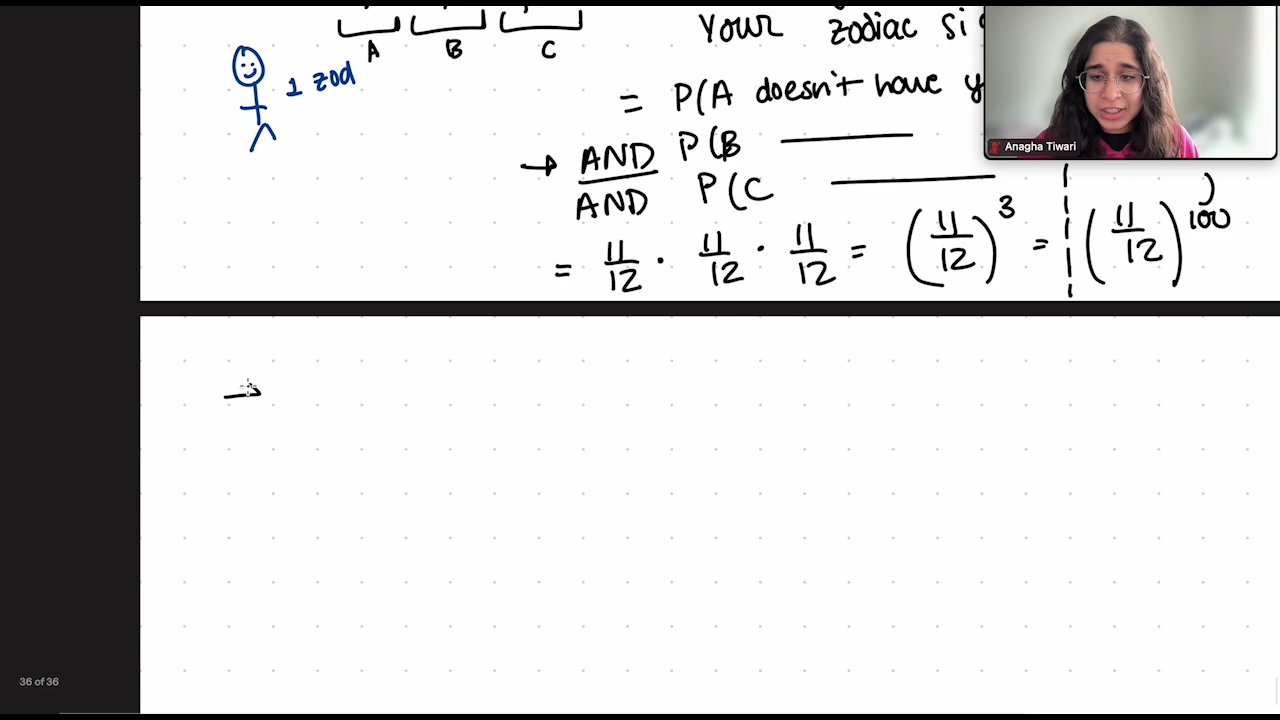 your zodiac si
A B C
1 zod
= P(A doesn't have y
→ AND P(B ———
AND P(C ———
= 11/12 · 11/12 · 11/12 = (11/12)^3 = (11/12)^100
→
Anagha Tiwari
36 of 36